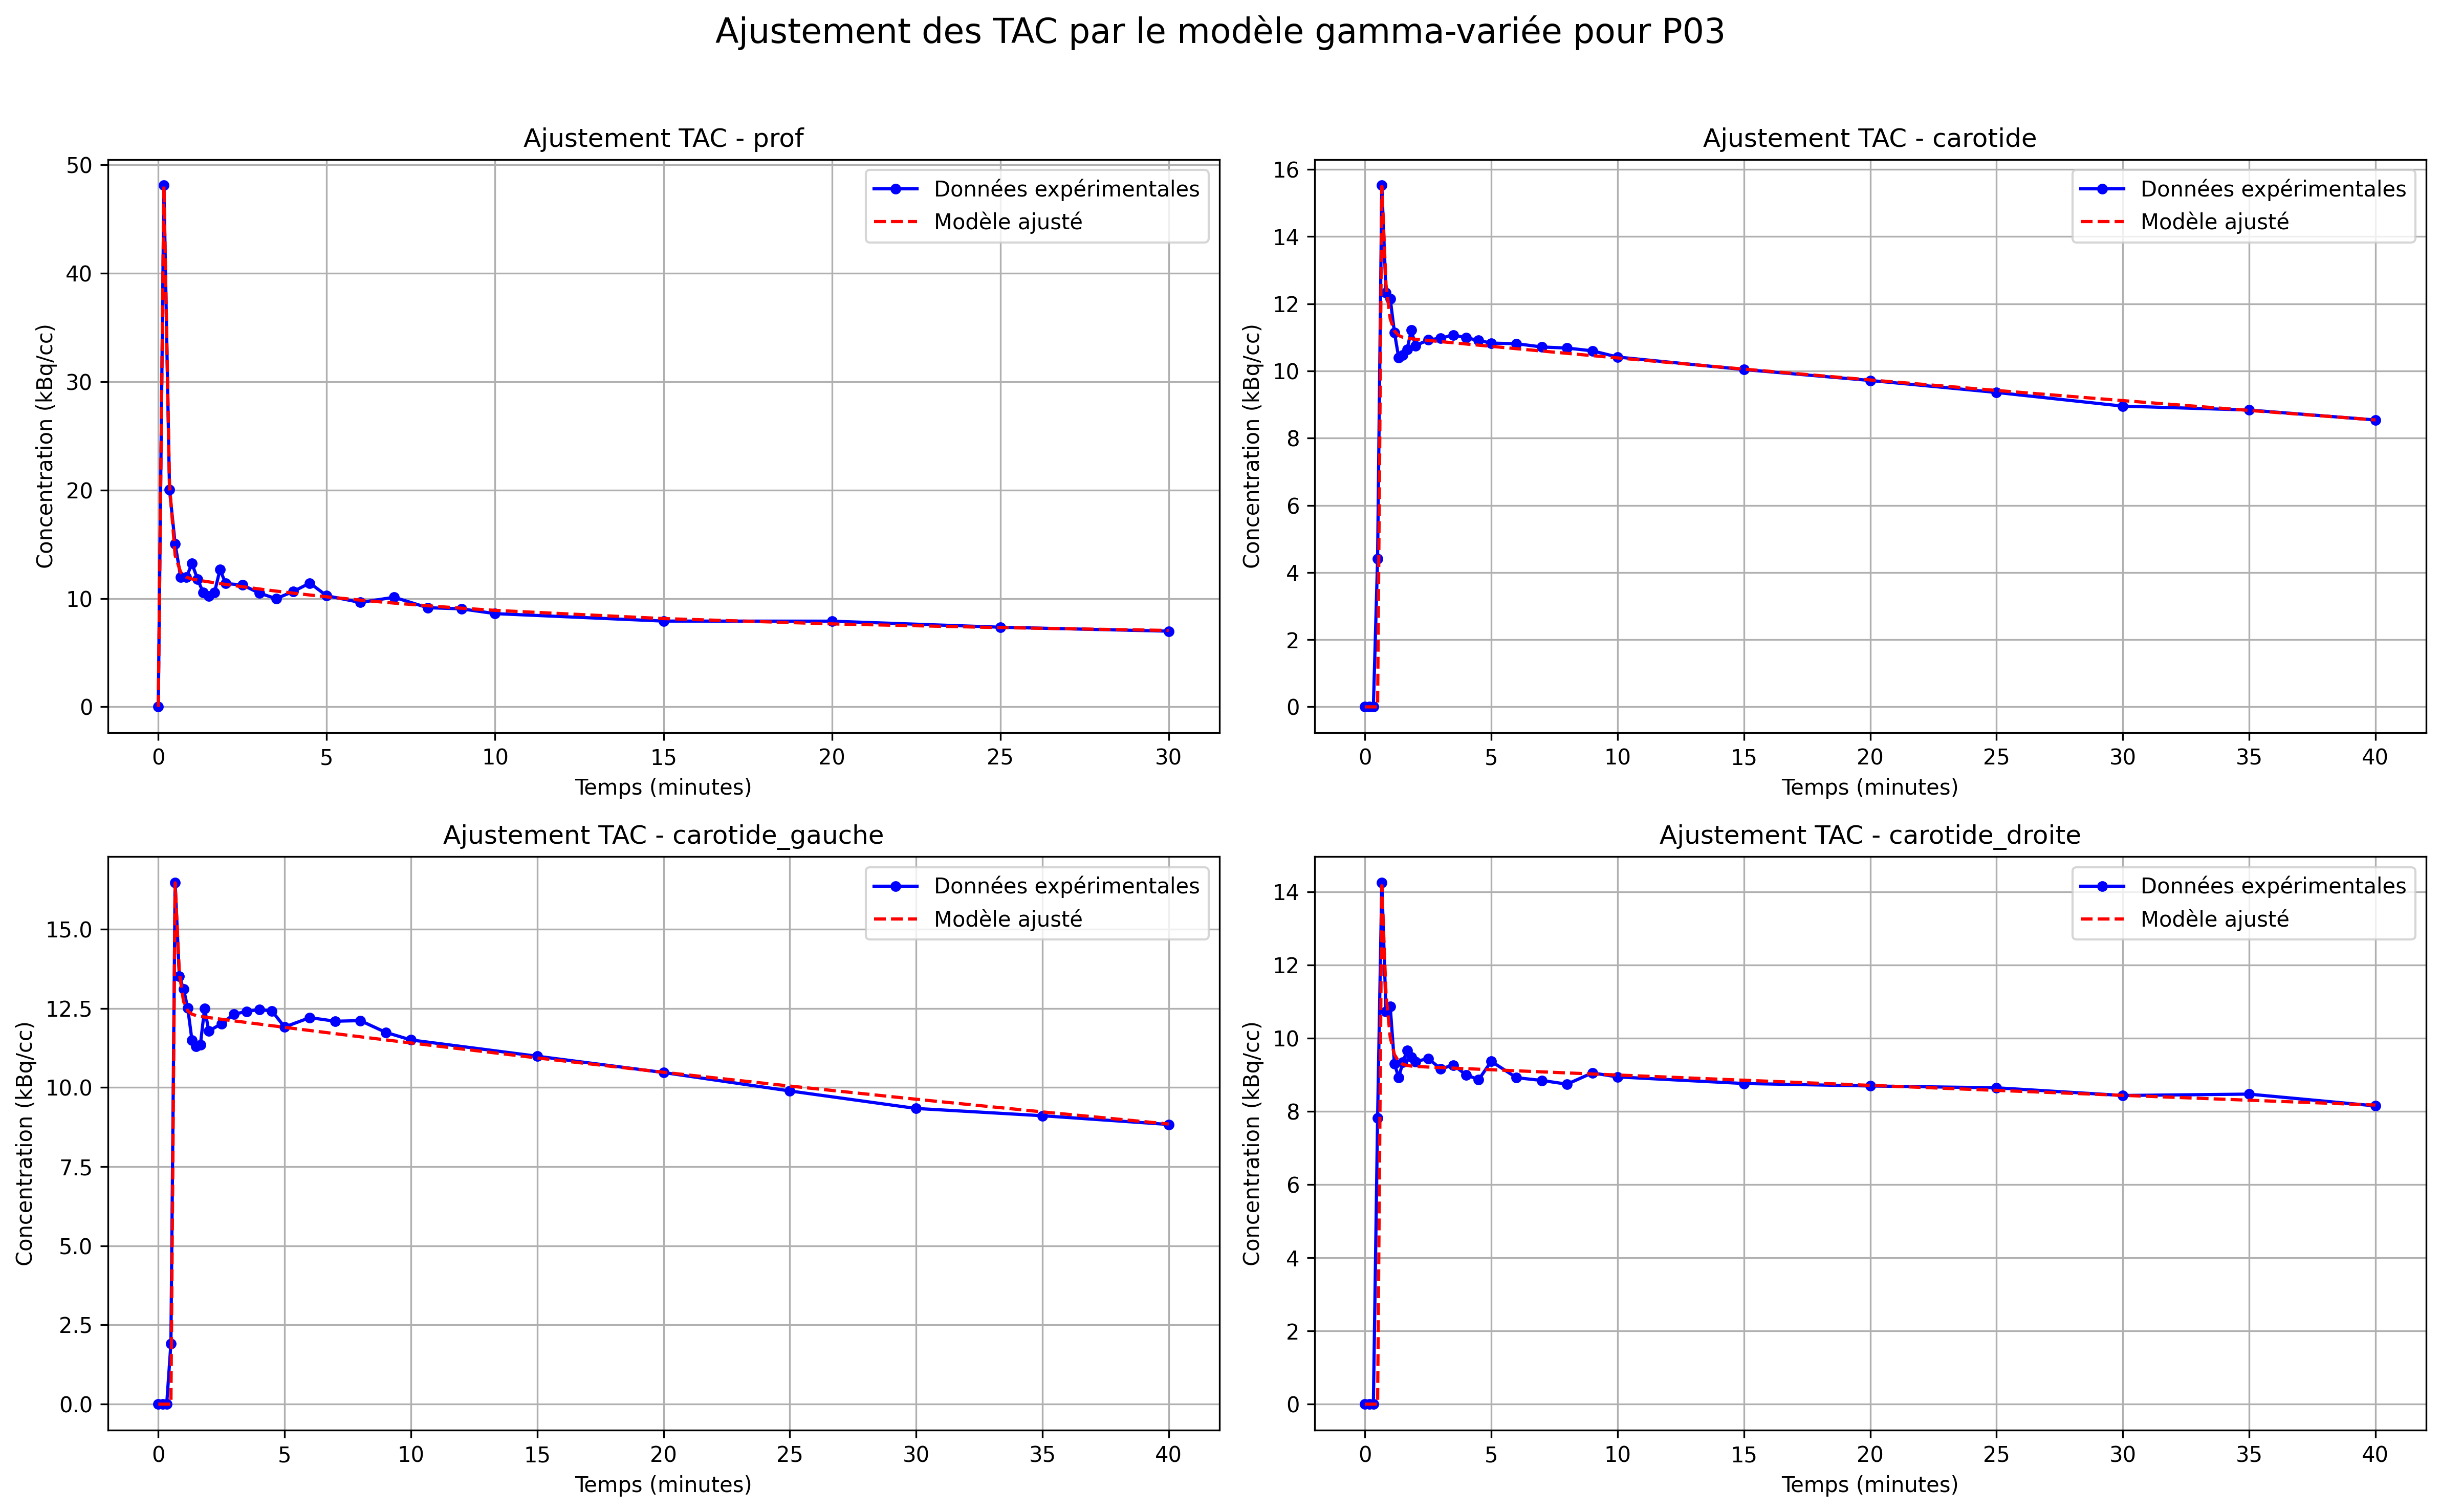 Ajustement des TAC par le modèle gamma-variée pour P03
Ajustement TAC - prof
50
40
30
20
10
0
Concentration (kBq/cc)
Données expérimentales
Modèle ajusté
0 5 10 15 20 25 30
Temps (minutes)
Ajustement TAC - carotide
16
14
12
10
8
6
4
2
0
Concentration (kBq/cc)
Données expérimentales
Modèle ajusté
0 5 10 15 20 25 30 35 40
Temps (minutes)
Ajustement TAC - carotide_gauche
15.0
12.5
10.0
7.5
5.0
2.5
0.0
Concentration (kBq/cc)
Données expérimentales
Modèle ajusté
0 5 10 15 20 25 30 35 40
Temps (minutes)
Ajustement TAC - carotide_droite
14
12
10
8
6
4
2
0
Concentration (kBq/cc)
Données expérimentales
Modèle ajusté
0 5 10 15 20 25 30 35 40
Temps (minutes)